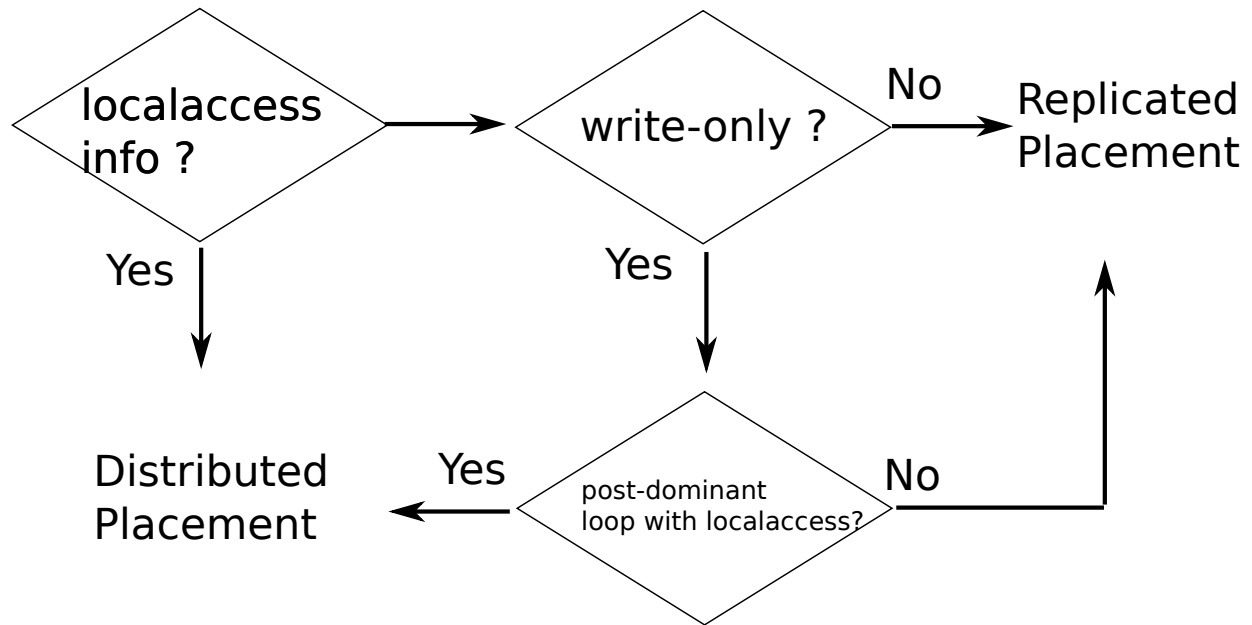 localaccess
info ?
write-only ?
No
Replicated
Placement
Yes
Yes
Distributed
Placement
Yes
post-dominant
loop with localaccess?
No